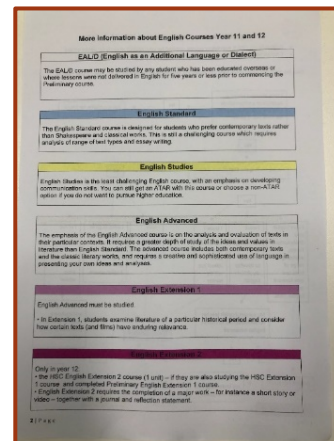 More Information about English Courses Year 11 and 12
EAL/D (English as an Additional Language or Dialect)
The EAL/D course may be studied by any student who has been educated overseas or
where lessons were not delivered in English for five years or less prior to commencing the
Preliminary course.
English Standard
The English Standard course is designed for students who prefer contemporary texts rather
than Shakespeare and classical works. This is still a challenging course which requires
analysis of range of text types and essay writing.
English Studies
English Studies is the least challenging English course, with an emphasis on developing
communication skills. You can still get an ATAR with this course or choose a non-ATAR
option if you do not want to pursue higher education.
English Advanced
The emphasis of the English Advanced course is on the analysis and evaluation of texts in
their particular contexts. It requires a greater depth of study of the ideas and values in
literature than English Standard. The advanced course includes both contemporary texts
and the classic literary works, and requires a creative and sophisticated use of language in
presenting your own ideas and analyses.
English Extension 1
English Advanced must be studied
• In Extension 1, students examine literature of a particular historical period and consider
how certain texts (and films) have enduring relevance.
English Extension 2
Only in year 12:
• the HSC English Extension 2 course (1 unit) – if they are also studying the HSC Extension
1 course and completed Preliminary English Extension 1 course.
• English Extension 2 requires the completion of a major work – for instance a short story or
video – together with a journal and reflection statement.
2 | Page